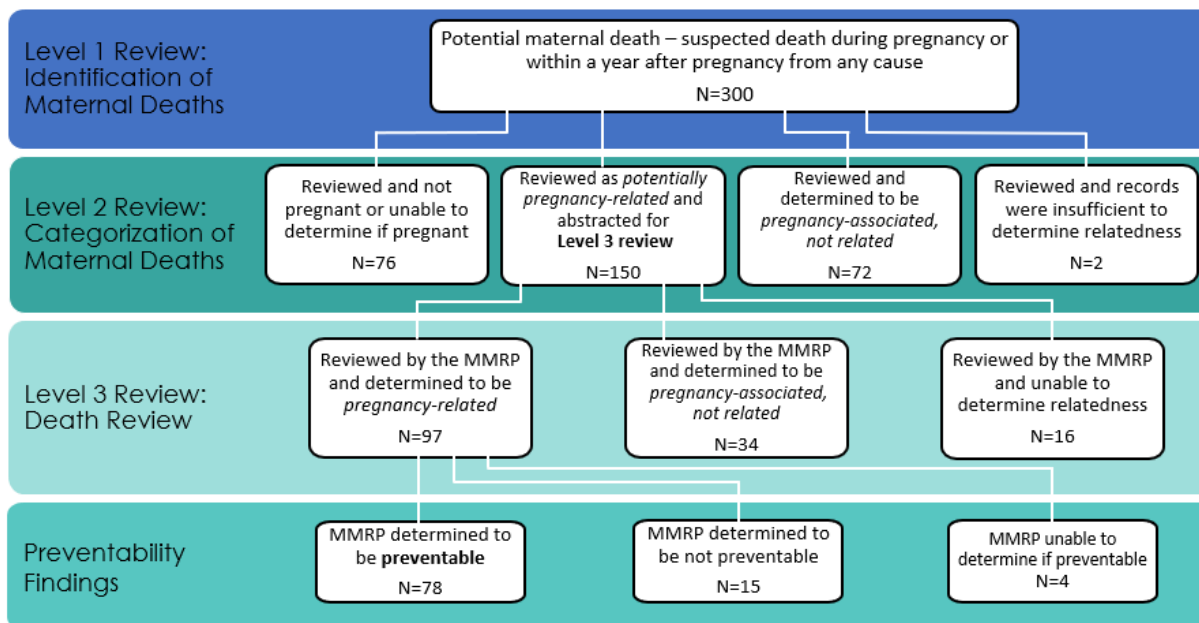 Level 1 Review:
Identification of
Maternal Deaths
Potential maternal death – suspected death during pregnancy or
within a year after pregnancy from any cause
N=300
Level 2 Review:
Categorization of
Maternal Deaths
Reviewed and not
pregnant or unable to
determine if pregnant
N=76
Reviewed as potentially
pregnancy-related and
abstracted for
Level 3 review
N=150
Reviewed and
determined to be
pregnancy-associated,
not related
N=72
Reviewed and records
were insufficient to
determine relatedness
N=2
Level 3 Review:
Death Review
Reviewed by the MMRP
and determined to be
pregnancy-related
N=97
Reviewed by the MMRP
and determined to be
pregnancy-associated,
not related
N=34
Reviewed by the MMRP
and unable to
determine relatedness
N=16
Preventability
Findings
MMRP determined to
be preventable
N=78
MMRP determined to
be not preventable
N=15
MMRP unable to
determine if preventable
N=4